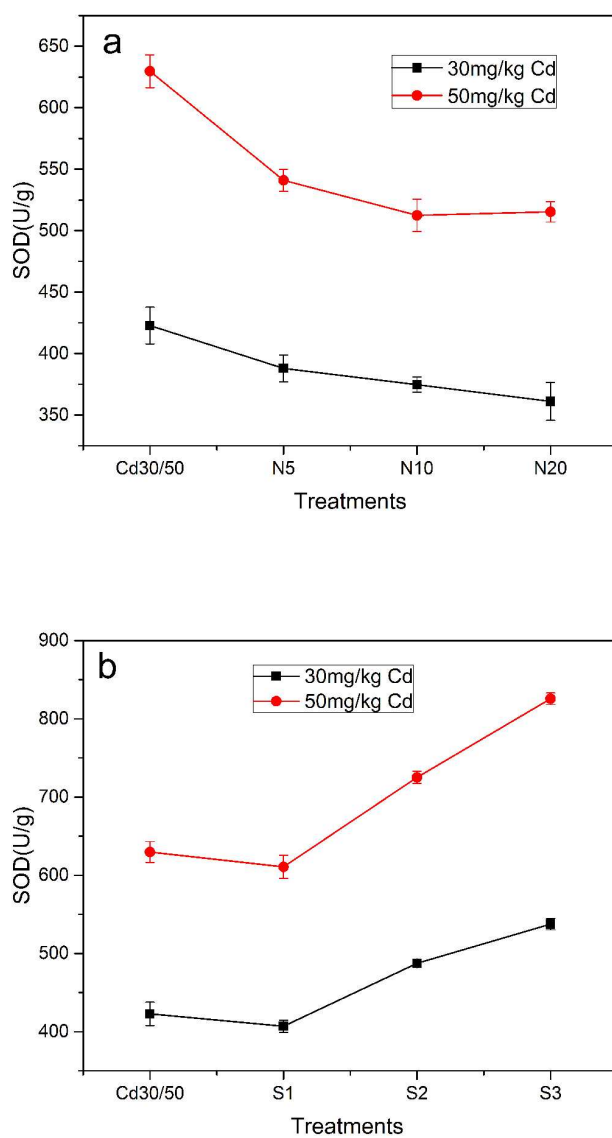 a
30mg/kg Cd
50mg/kg Cd
650
600
550
500
450
400
350
SOD(U/g)
Cd30/50 N5 N10 N20
Treatments
b
30mg/kg Cd
50mg/kg Cd
900
800
700
600
500
400
SOD(U/g)
Cd30/50 S1 S2 S3
Treatments